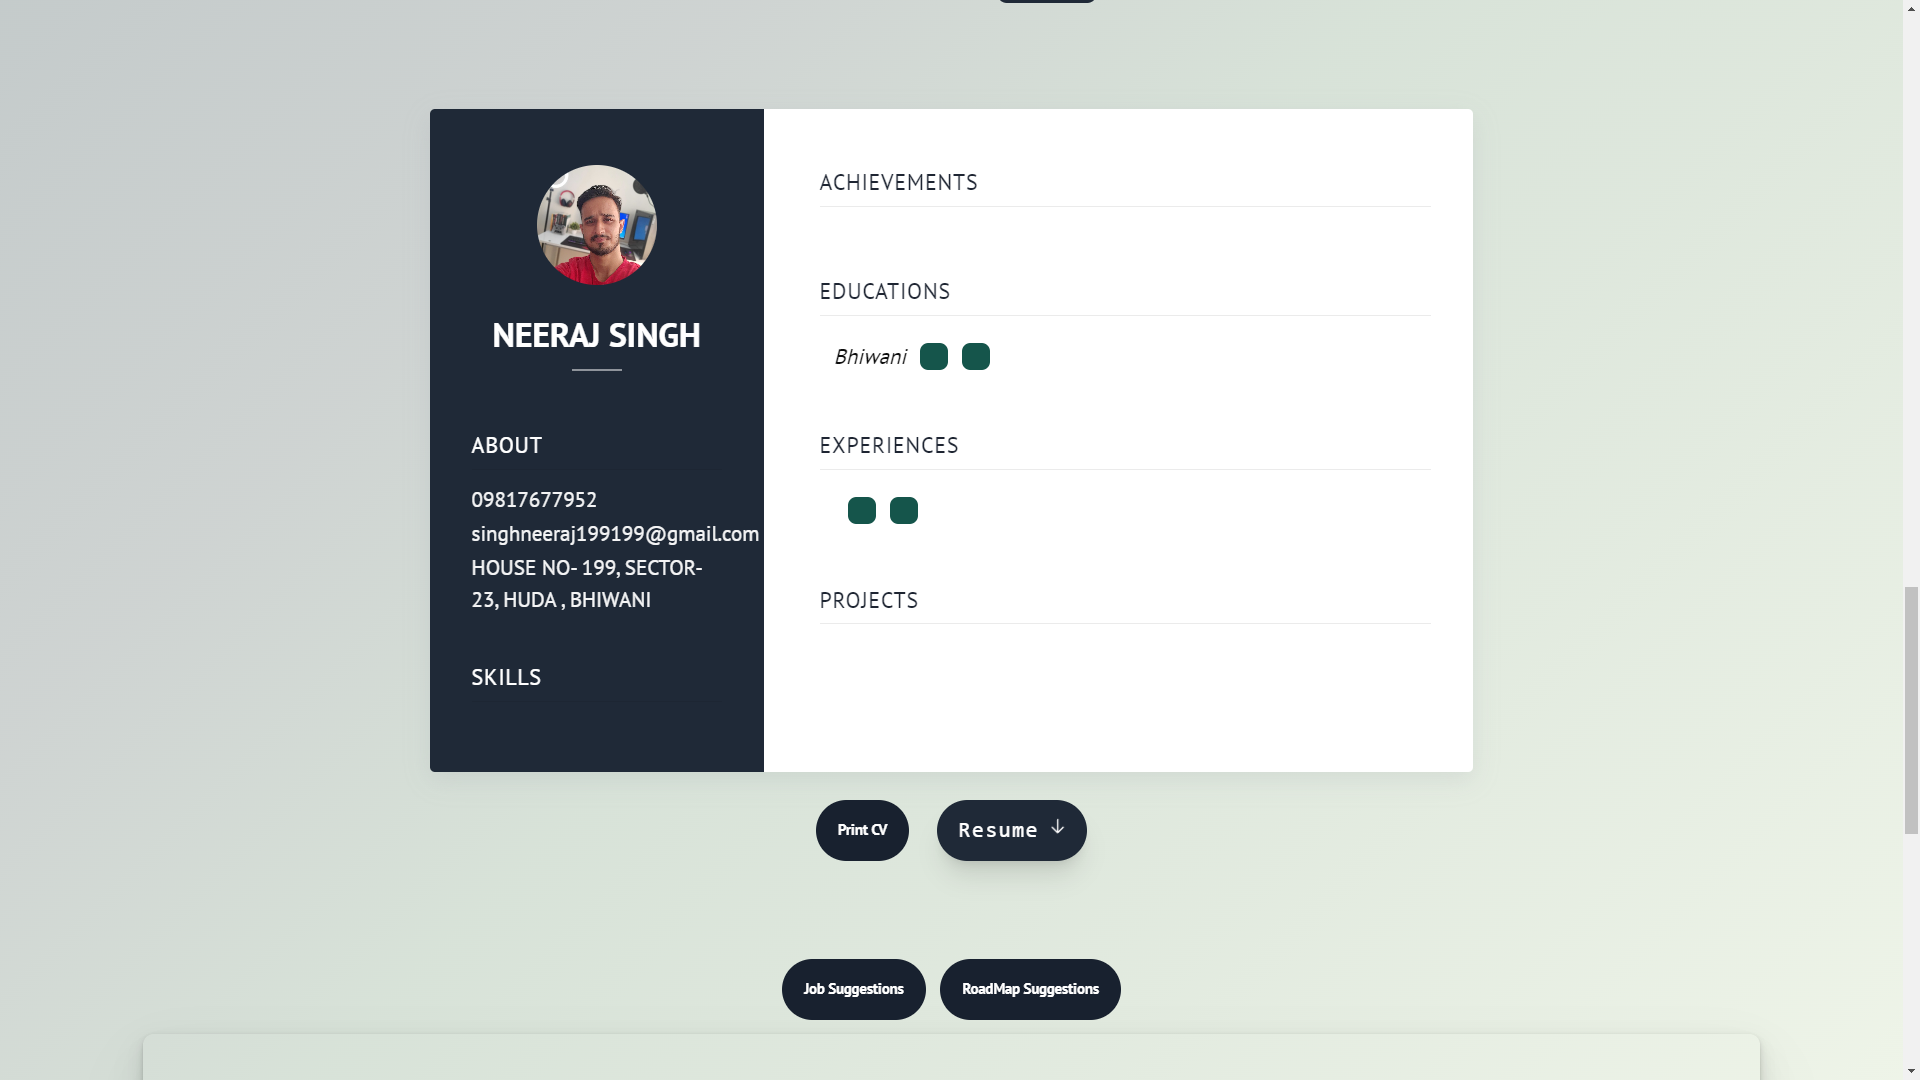 NEERAJ SINGH
ABOUT
09817677952
singhneeraj199199@gmail.com
HOUSE NO- 199, SECTOR-
23, HUDA , BHIWANI
SKILLS
ACHIEVEMENTS
EDUCATIONS
Bhiwani
EXPERIENCES
PROJECTS
Print CV
Resume
Job Suggestions
RoadMap Suggestions